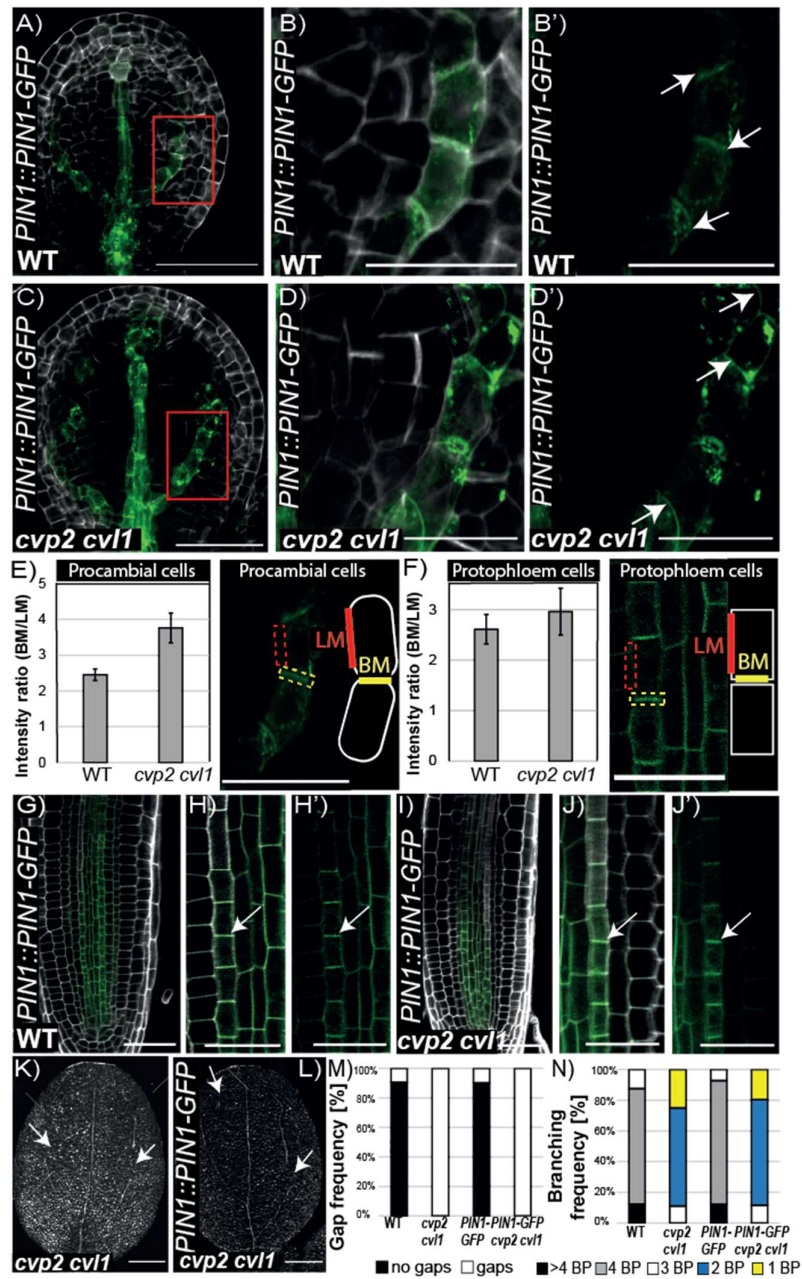 A)
PIN1::PIN1-GFP
WT
B)
PIN1::PIN1-GFP
WT
B')
PIN1::PIN1-GFP
WT
C)
PIN1::PIN1-GFP
cvp2 cvl1
D)
PIN1::PIN1-GFP
cvp2 cvl1
D')
PIN1::PIN1-GFP
cvp2 cvl1
E)
Procambial cells
Intensity ratio (BM/LM)
5
4
3
2
1
0
WT
cvp2 cvl1
Procambial cells
LM
BM
F)
Protophloem cells
Intensity ratio (BM/LM)
3
2
1
0
WT
cvp2 cvl1
Protophloem cells
LM
BM
G)
PIN1::PIN1-GFP
WT
H)
H')
I)
PIN1::PIN1-GFP
cvp2 cvl1
J)
J')
K)
cvp2 cvl1
L)
PIN1::PIN1-GFP
cvp2 cvl1
M)
Gap frequency [%]
100%
80%
60%
40%
20%
0%
WT
cvp2
cvl1
PIN1-
GFP
PIN1-GFP
cvp2 cvl1
no gaps
gaps
N)
Branching
frequency [%]
100%
80%
60%
40%
20%
0%
WT
cvp2
cvl1
PIN1-
GFP
PIN1-GFP
cvp2 cvl1
>4 BP
4 BP
3 BP
2 BP
1 BP